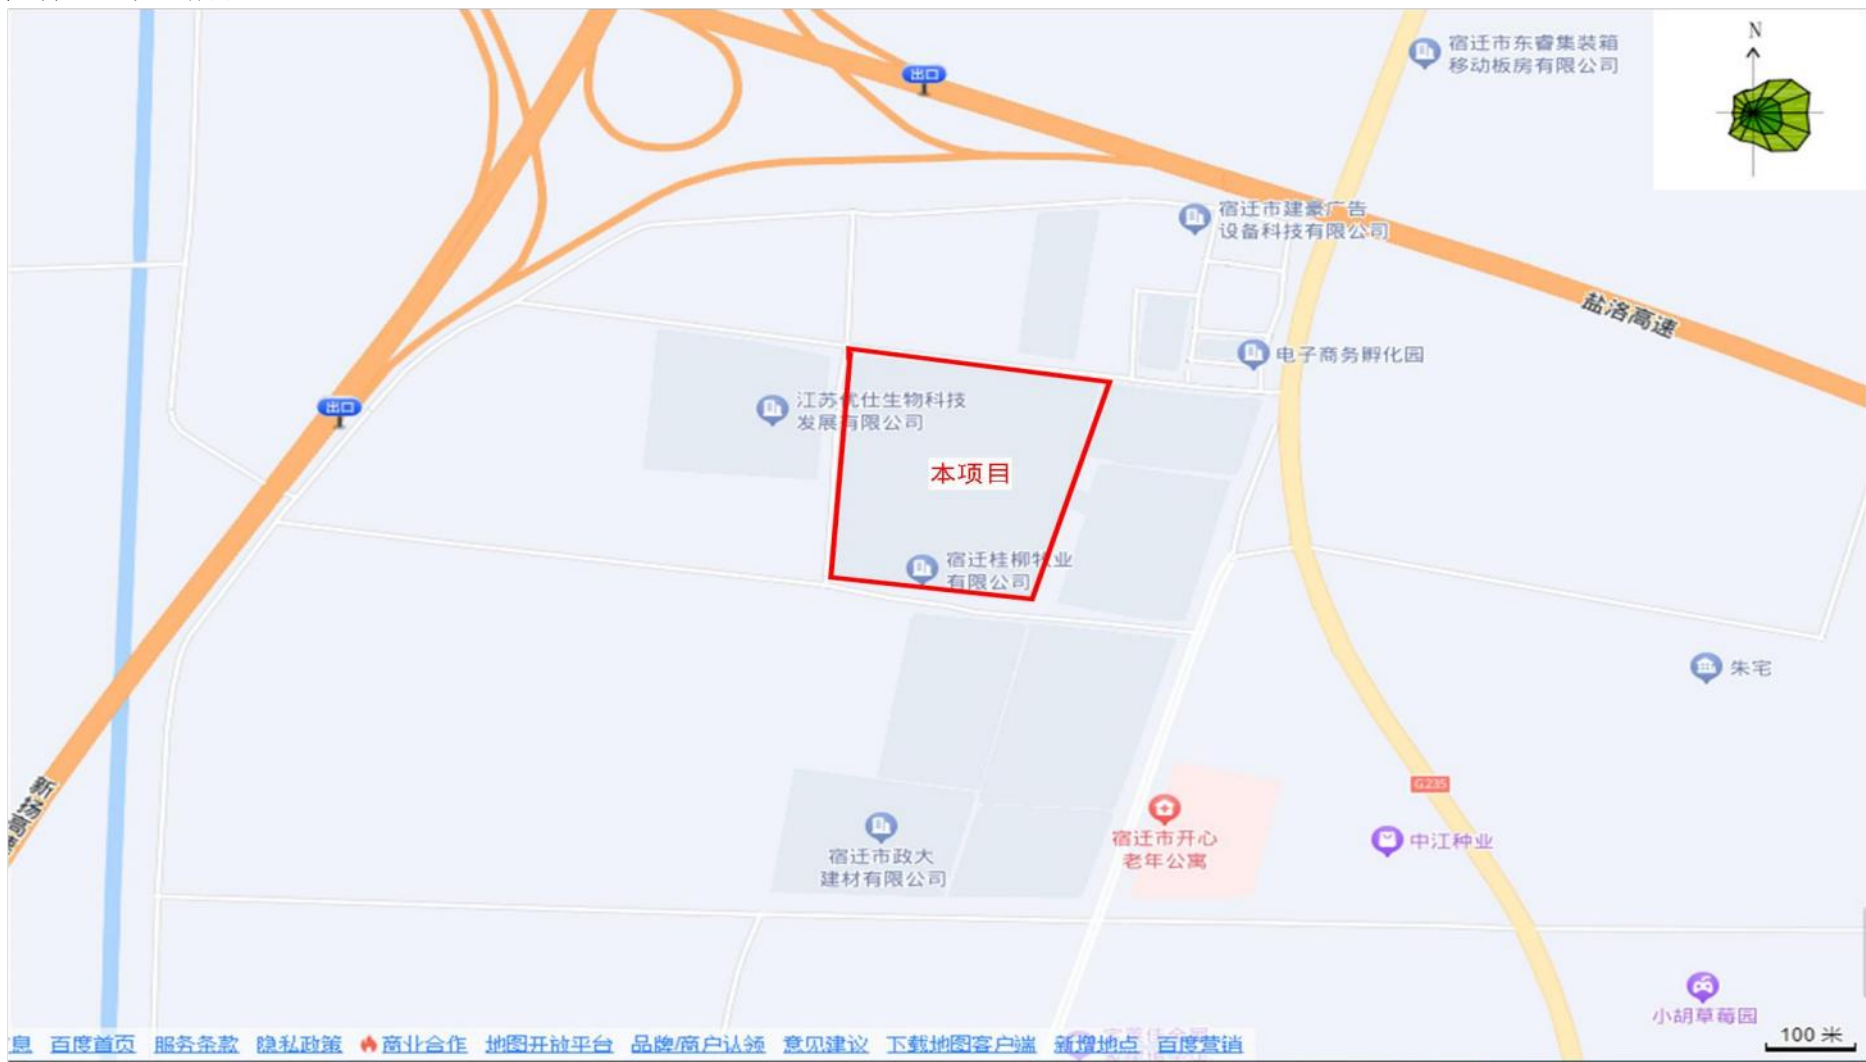 宿迁市东睿集装箱
移动板房有限公司
N
出口
宿迁市建豪广告
设备科技有限公司
盐洛高速
电子商务孵化园
江苏优仕生物科技
发展有限公司
出口
本项目
宿迁桂柳牧业
有限公司
朱宅
新扬高速
G235
宿迁市开心
老年公寓
中江种业
宿迁市政大
建材有限公司
小胡草莓园
100 米
息 百度首页 服务条款 隐私政策 商业合作 地图开放平台 品牌/商户认领 意见建议 下载地图客户端 新增地点 百度营销